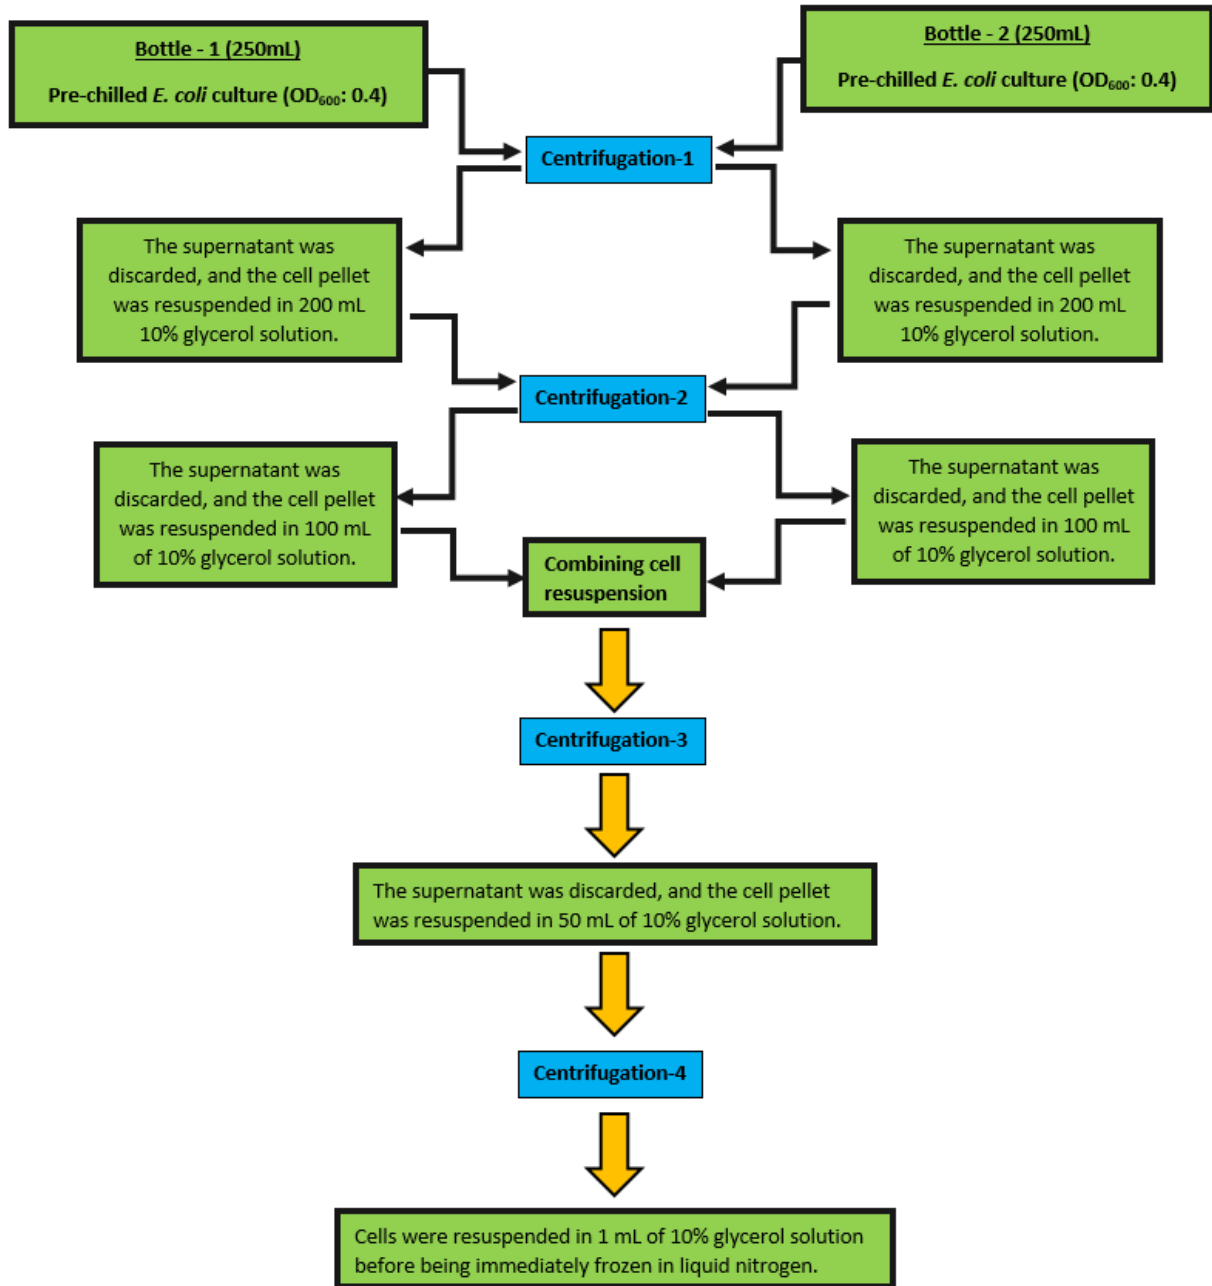 Bottle - 1 (250mL)
Pre-chilled E. coli culture (OD₆₀₀: 0.4)
Bottle - 2 (250mL)
Pre-chilled E. coli culture (OD₆₀₀: 0.4)
Centrifugation-1
The supernatant was
discarded, and the cell pellet
was resuspended in 200 mL
10% glycerol solution.
The supernatant was
discarded, and the cell pellet
was resuspended in 200 mL
10% glycerol solution.
Centrifugation-2
The supernatant was
discarded, and the cell pellet
was resuspended in 100 mL
of 10% glycerol solution.
The supernatant was
discarded, and the cell pellet
was resuspended in 100 mL
of 10% glycerol solution.
Combining cell
resuspension
Centrifugation-3
The supernatant was discarded, and the cell pellet
was resuspended in 50 mL of 10% glycerol solution.
Centrifugation-4
Cells were resuspended in 1 mL of 10% glycerol solution
before being immediately frozen in liquid nitrogen.